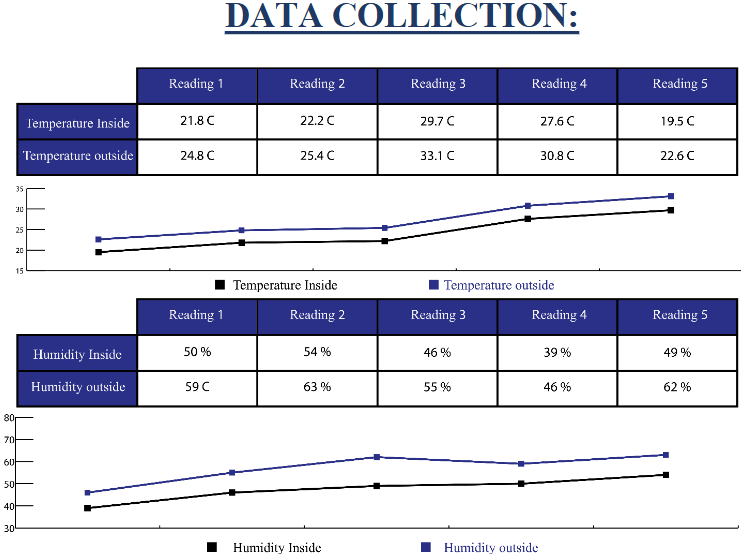 DATA COLLECTION:
Reading 1 Reading 2 Reading 3 Reading 4 Reading 5
Temperature Inside 21.8 C 22.2 C 29.7 C 27.6 C 19.5 C
Temperature outside 24.8 C 25.4 C 33.1 C 30.8 C 22.6 C
35
30
25
20
15
Temperature Inside Temperature outside
Reading 1 Reading 2 Reading 3 Reading 4 Reading 5
Humidity Inside 50 % 54 % 46 % 39 % 49 %
Humidity outside 59 C 63 % 55 % 46 % 62 %
80
70
60
50
40
30
Humidity Inside Humidity outside